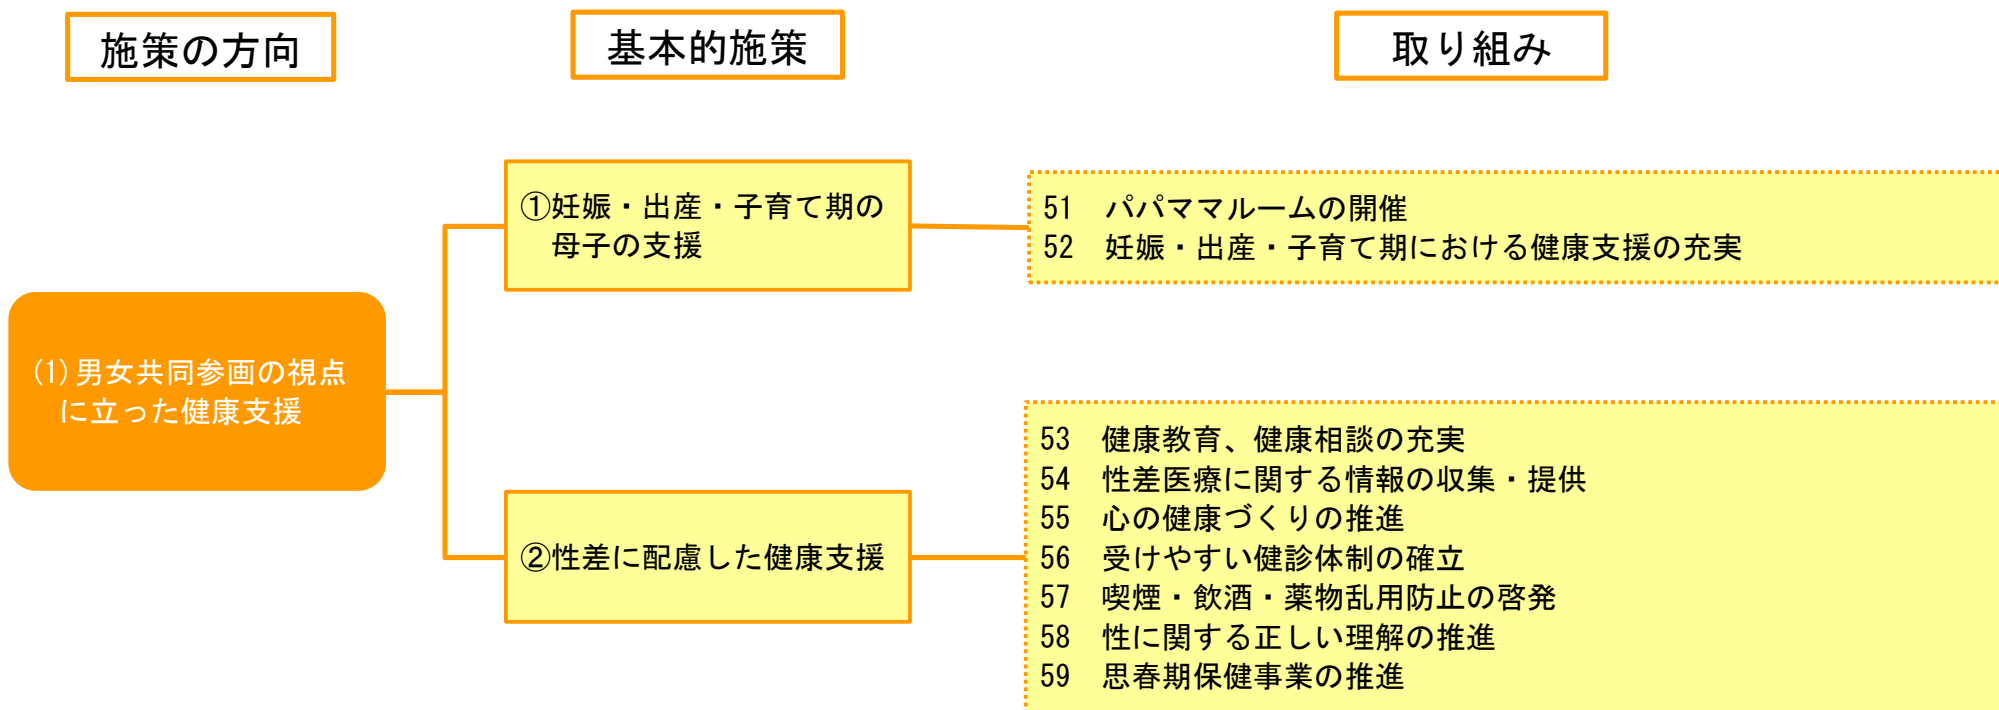 施策の方向
基本的施策
取り組み
(1)男女共同参画の視点
に立った健康支援
①妊娠・出産・子育て期の
母子の支援
51　パパママルームの開催
52　妊娠・出産・子育て期における健康支援の充実
②性差に配慮した健康支援
53　健康教育、健康相談の充実
54　性差医療に関する情報の収集・提供
55　心の健康づくりの推進
56　受けやすい健診体制の確立
57　喫煙・飲酒・薬物乱用防止の啓発
58　性に関する正しい理解の推進
59　思春期保健事業の推進